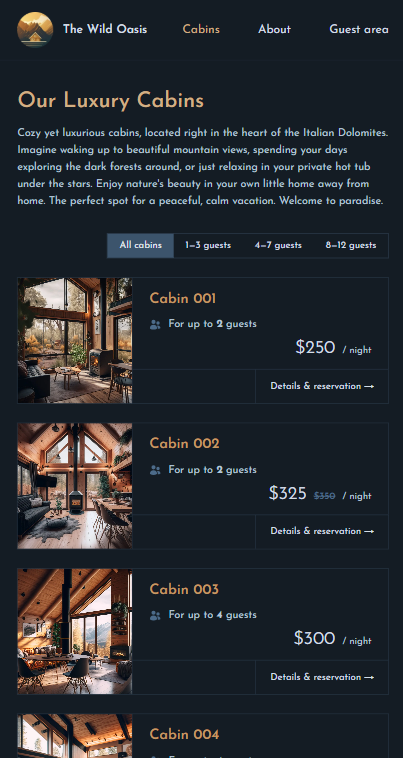 The Wild Oasis
Cabins
About
Guest area
Our Luxury Cabins
Cozy yet luxurious cabins, located right in the heart of the Italian Dolomites.
Imagine waking up to beautiful mountain views, spending your days
exploring the dark forests around, or just relaxing in your private hot tub
under the stars. Enjoy nature's beauty in your own little home away from
home. The perfect spot for a peaceful, calm vacation. Welcome to paradise.
All cabins
1—3 guests
4—7 guests
8—12 guests
Cabin 001
For up to 2 guests
$250 / night
Details & reservation →
Cabin 002
For up to 2 guests
$325 $350 / night
Details & reservation →
Cabin 003
For up to 4 guests
$300 / night
Details & reservation →
Cabin 004